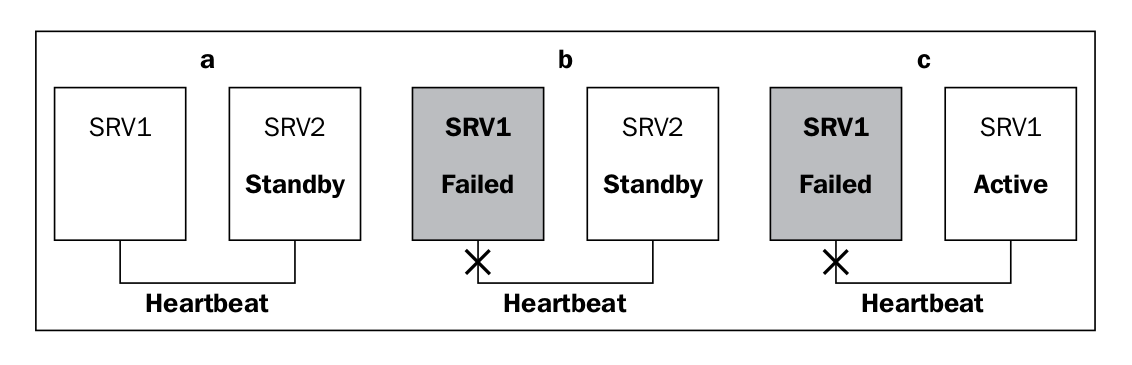 a
SRV1
SRV2
Standby
Heartbeat
b
SRV1
Failed
SRV2
Standby
Heartbeat
c
SRV1
Failed
SRV1
Active
Heartbeat